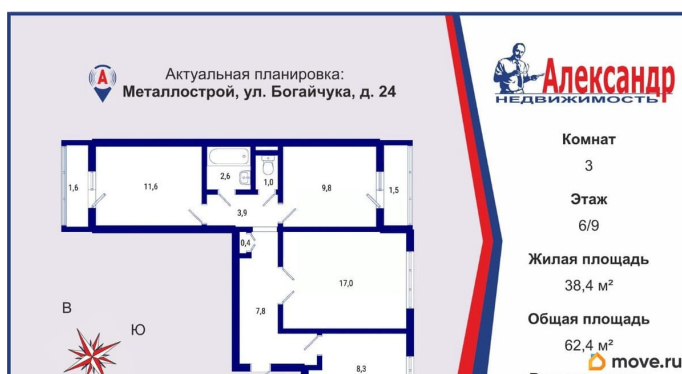 Актуальная планировка:
Металлострой, ул. Богайчука, д. 24
А
Александр
НЕДВИЖИМОСТЬ
Комнат
3
Этаж
6/9
Жилая площадь
38,4 м²
Общая площадь
62,4 м²
1,6
11,6
2,6
1,0
9,8
1,5
3,9
0,4
17,0
7,8
8,3
В
Ю
move.ru